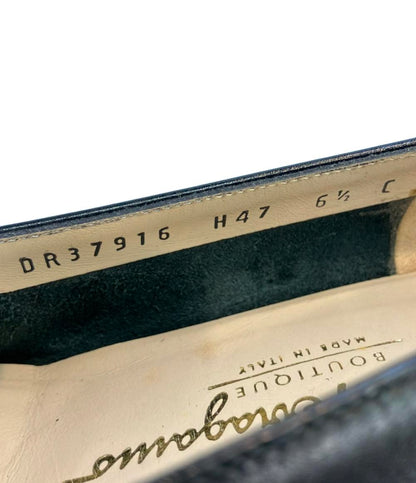 DR37916 H47 6½ C
Ferragamo
BOUTIQUE
MADE IN ITALY